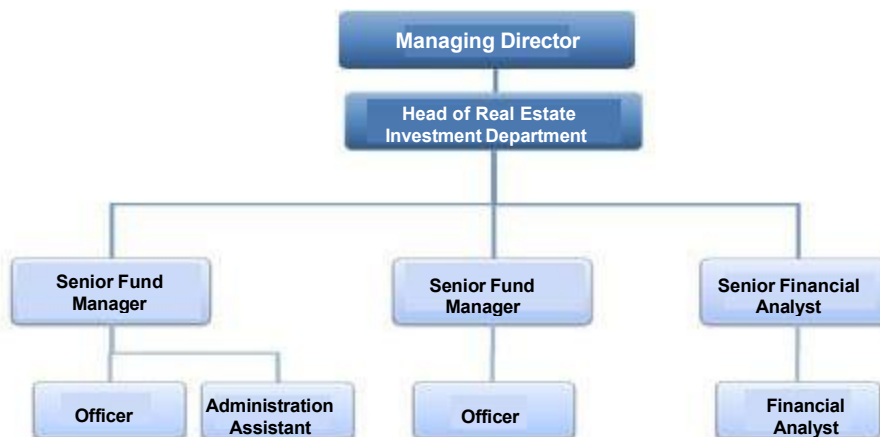 Managing Director
Head of Real Estate
Investment Department
Senior Fund
Manager
Senior Fund
Manager
Senior Financial
Analyst
Officer
Administration
Assistant
Officer
Financial
Analyst